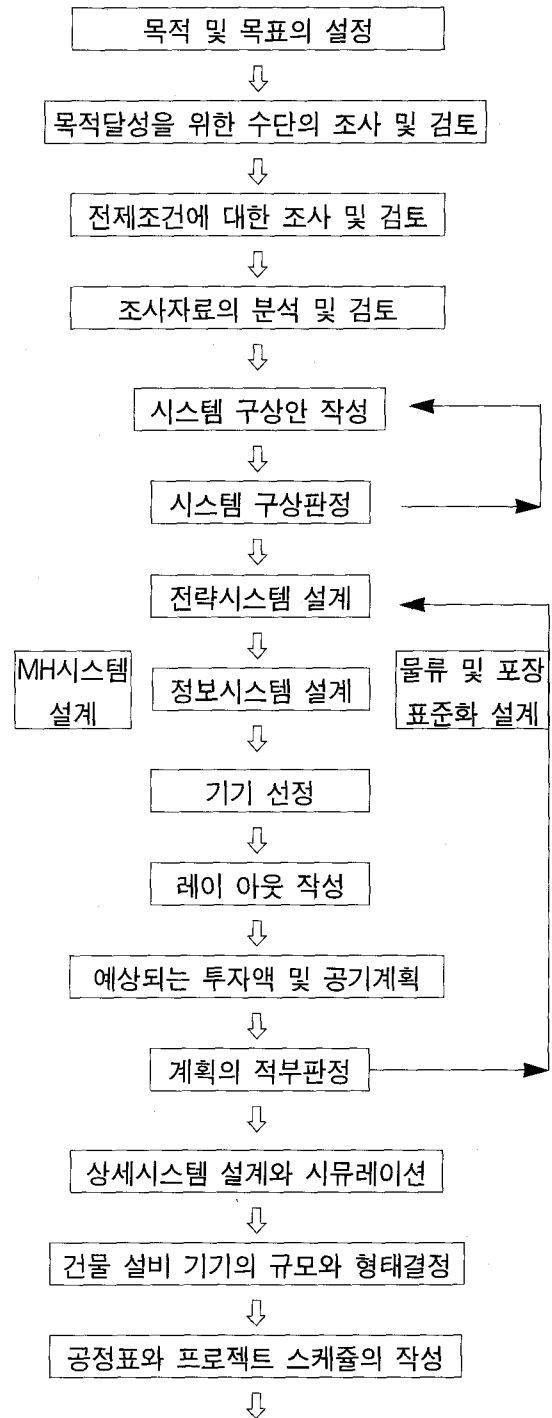 목적 및 목표의 설정
목적달성을 위한 수단의 조사 및 검토
전제조건에 대한 조사 및 검토
조사자료의 분석 및 검토
시스템 구상안 작성
시스템 구상판정
전략시스템 설계
MH시스템
설계
정보시스템 설계
물류 및 포장
표준화 설계
기기 선정
레이 아웃 작성
예상되는 투자액 및 공기계획
계획의 적부판정
상세시스템 설계와 시뮤레이션
건물 설비 기기의 규모와 형태결정
공정표와 프로젝트 스케쥴의 작성